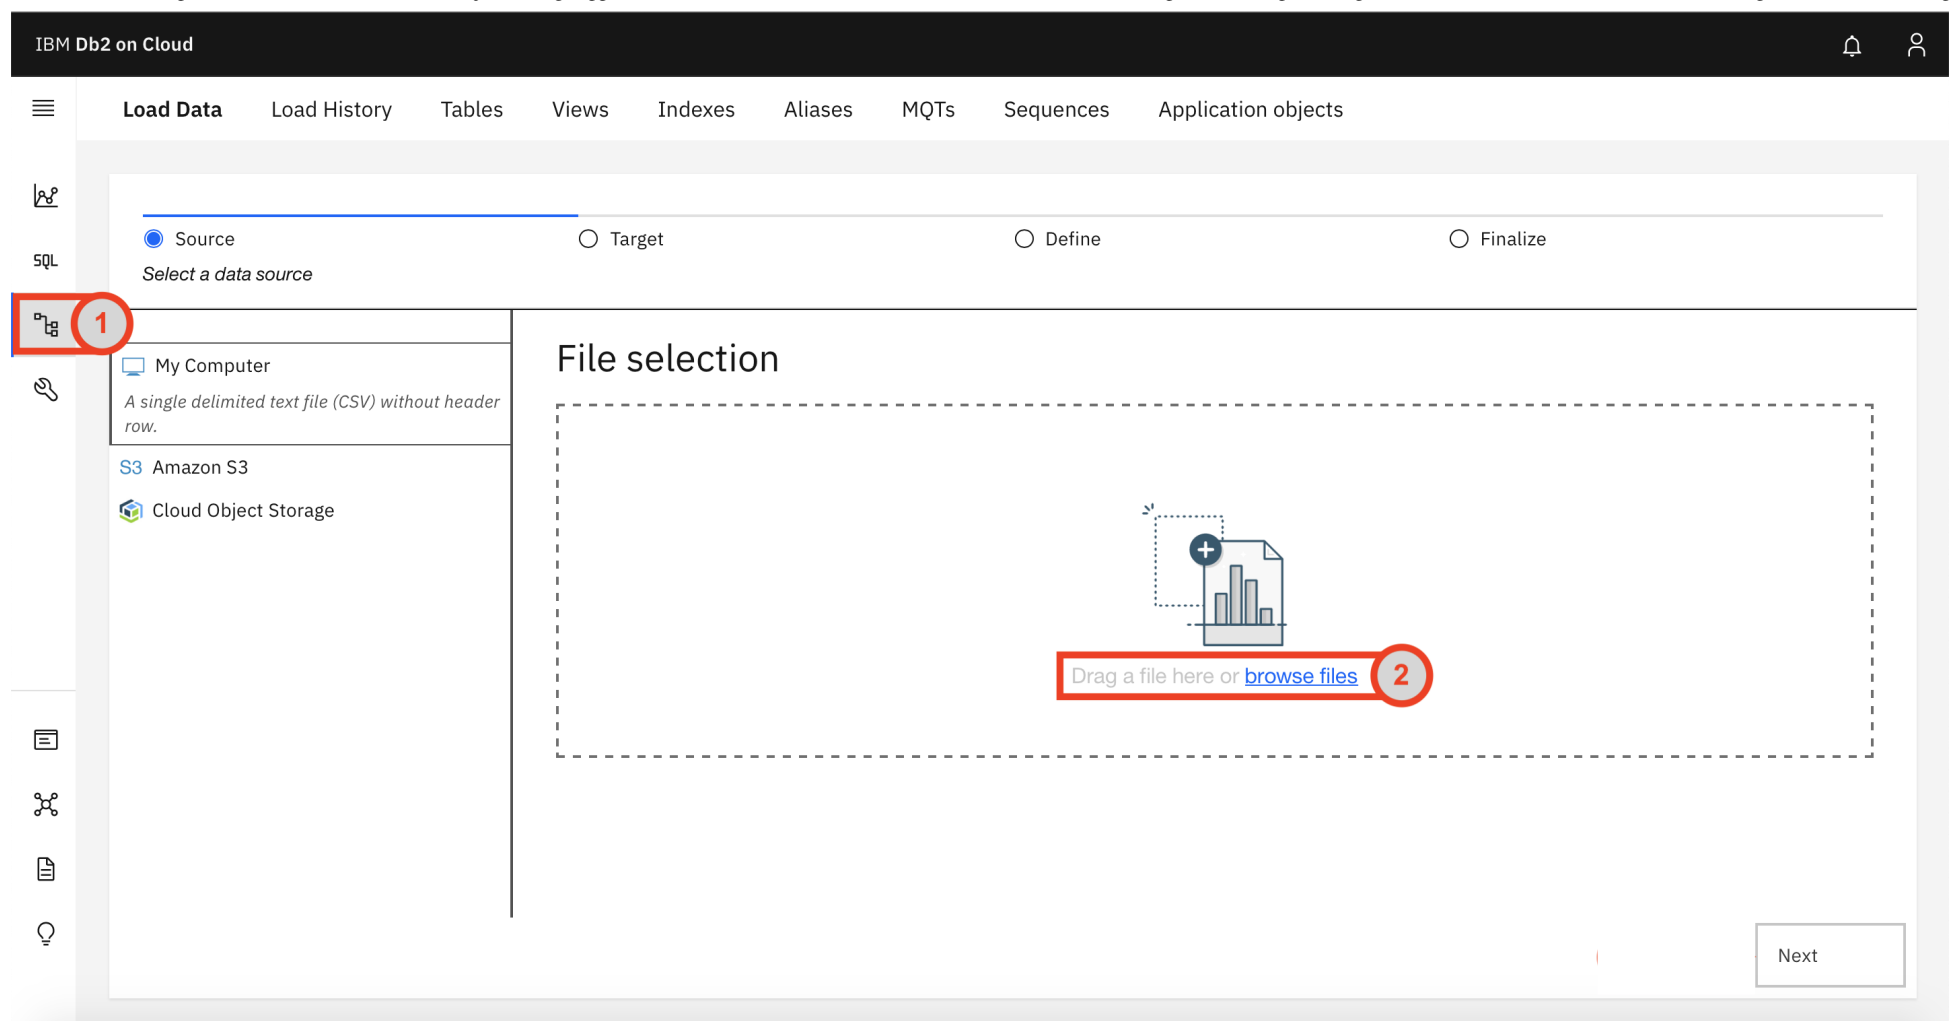 IBM Db2 on Cloud
Load Data Load History Tables Views Indexes Aliases MQTs Sequences Application objects
Source Target Define Finalize
Select a data source
SQL
1
My Computer
A single delimited text file (CSV) without header
row.
S3 Amazon S3
Cloud Object Storage
File selection
Drag a file here or browse files 2
Next